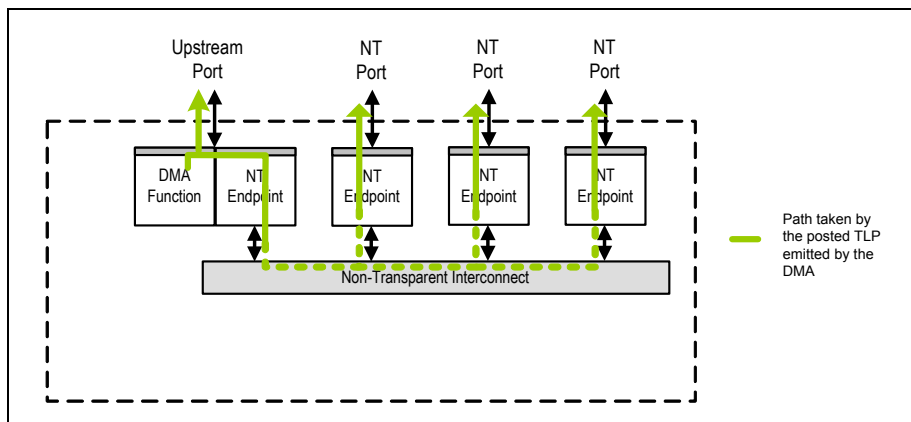 Upstream
Port
NT
Port
NT
Port
NT
Port
DMA
Function
NT
Endpoint
NT
Endpoint
NT
Endpoint
NT
Endpoint
Non-Transparent Interconnect
Path taken by
the posted TLP
emitted by the
DMA